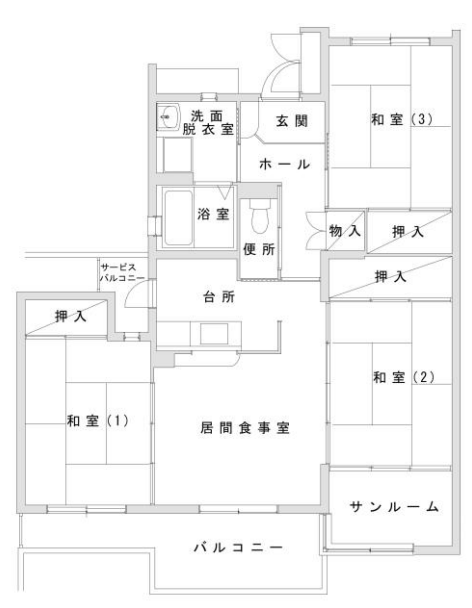 洗面
脱衣室
玄関
和室(3)
ホール
浴室
便所
物入
押入
サービス
バルコニー
台所
押入
押入
和室(1)
居間食事室
和室(2)
サンルーム
バルコニー